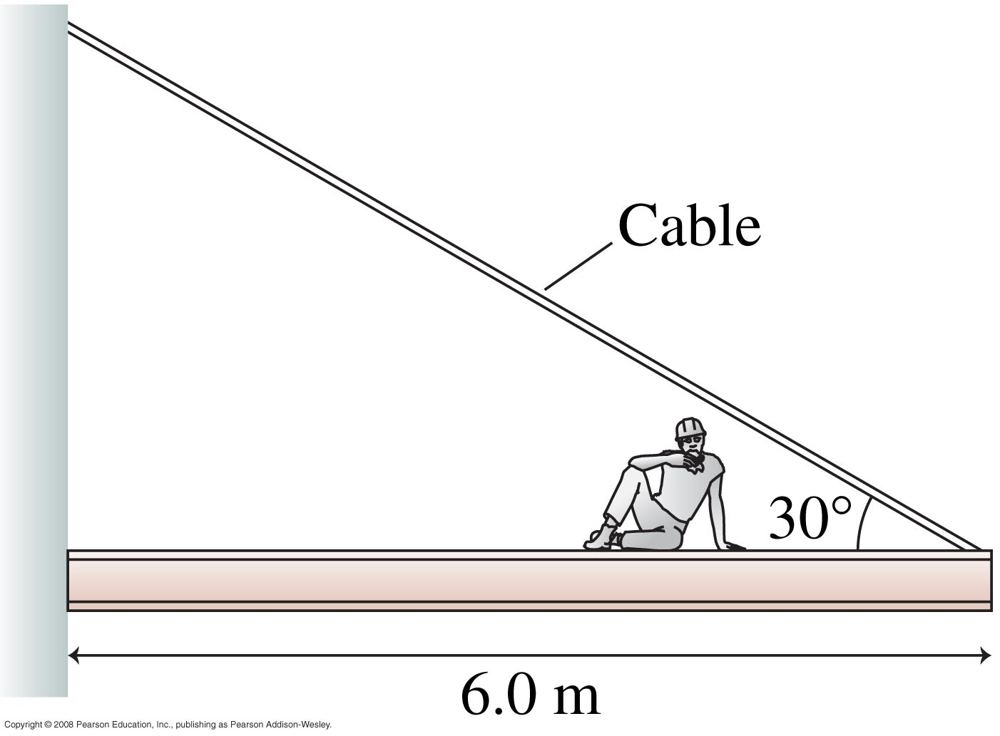 Cable
30°
6.0 m
Copyright © 2008 Pearson Education, Inc., publishing as Pearson Addison-Wesley.